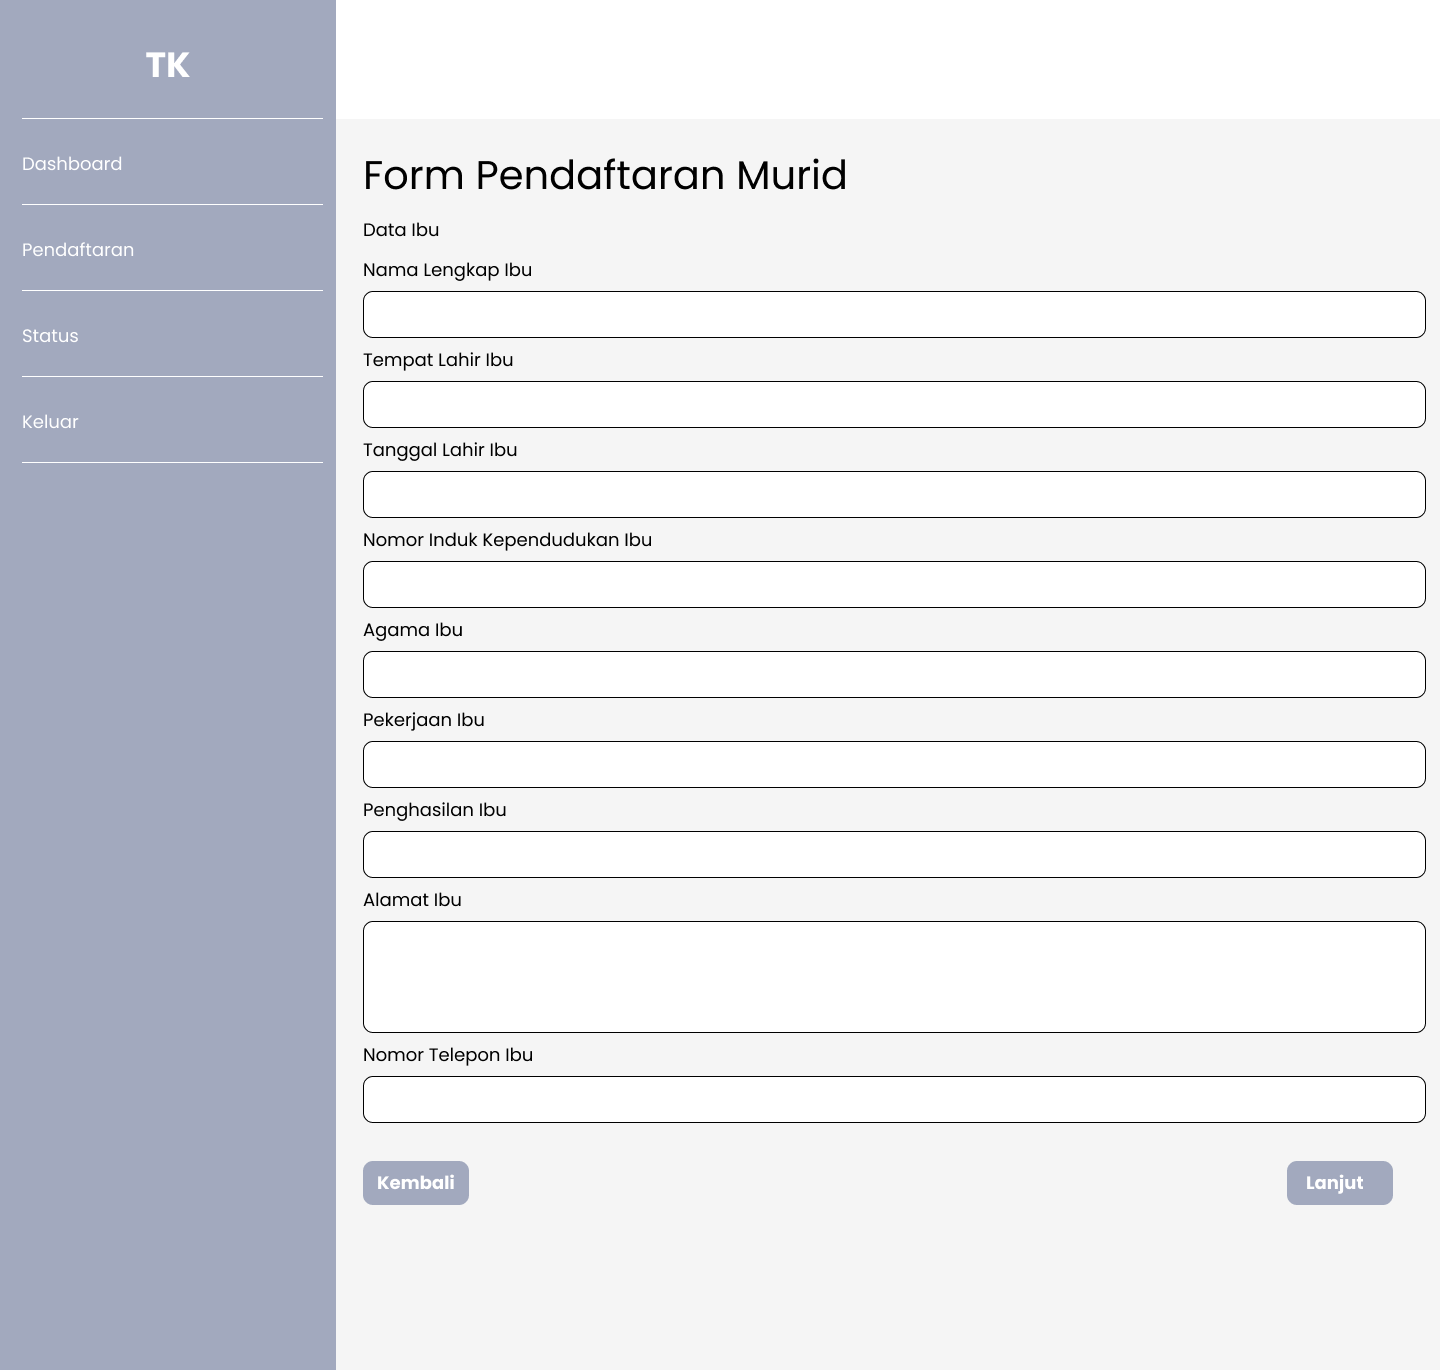 TK
Dashboard
Pendaftaran
Status
Keluar
Form Pendaftaran Murid
Data Ibu
Nama Lengkap Ibu
Tempat Lahir Ibu
Tanggal Lahir Ibu
Nomor Induk Kependudukan Ibu
Agama Ibu
Pekerjaan Ibu
Penghasilan Ibu
Alamat Ibu
Nomor Telepon Ibu
Kembali
Lanjut